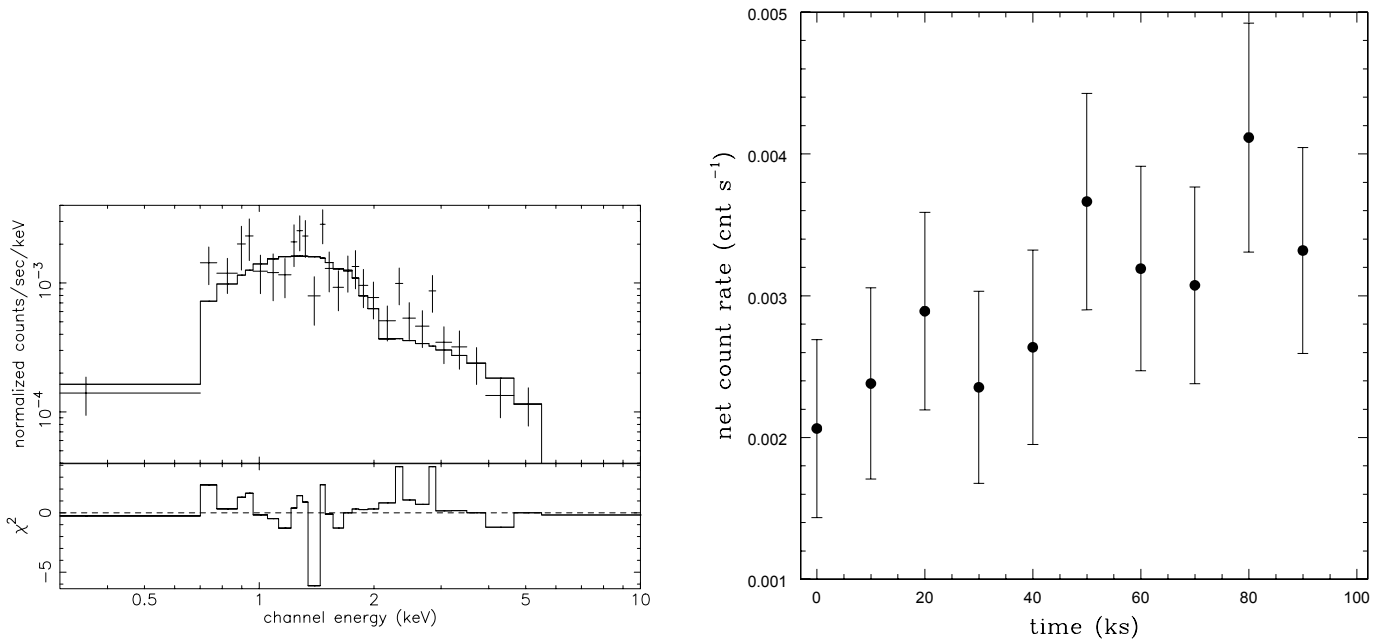 normalized counts/sec/keV
10⁻³
10⁻⁴
χ²
0
−5
0.5 1 2 5 10
channel energy (keV)
net count rate (cnt s⁻¹)
0.005
0.004
0.003
0.002
0.001
0 20 40 60 80 100
time (ks)